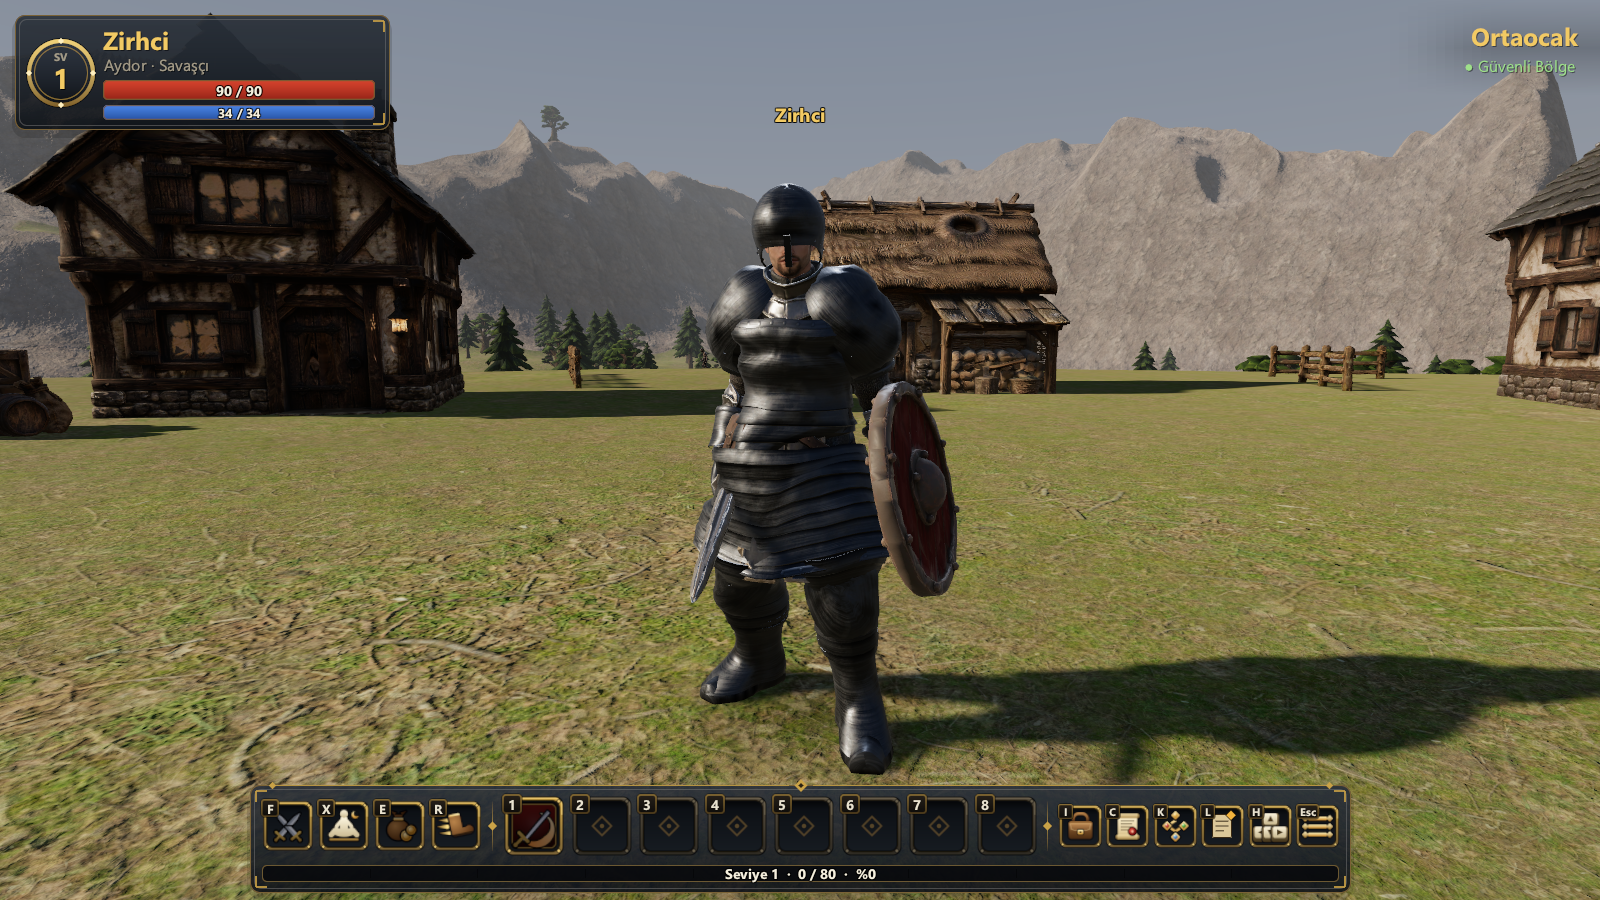 SV
1
Zirhci
Aydor · Savaşçı
90 / 90
34 / 34
Ortaocak
Güvenli Bölge
Zirhci
F X E R 1 2 3 4 5 6 7 8 I C K L H Esc
Seviye 1 · 0 / 80 · %0